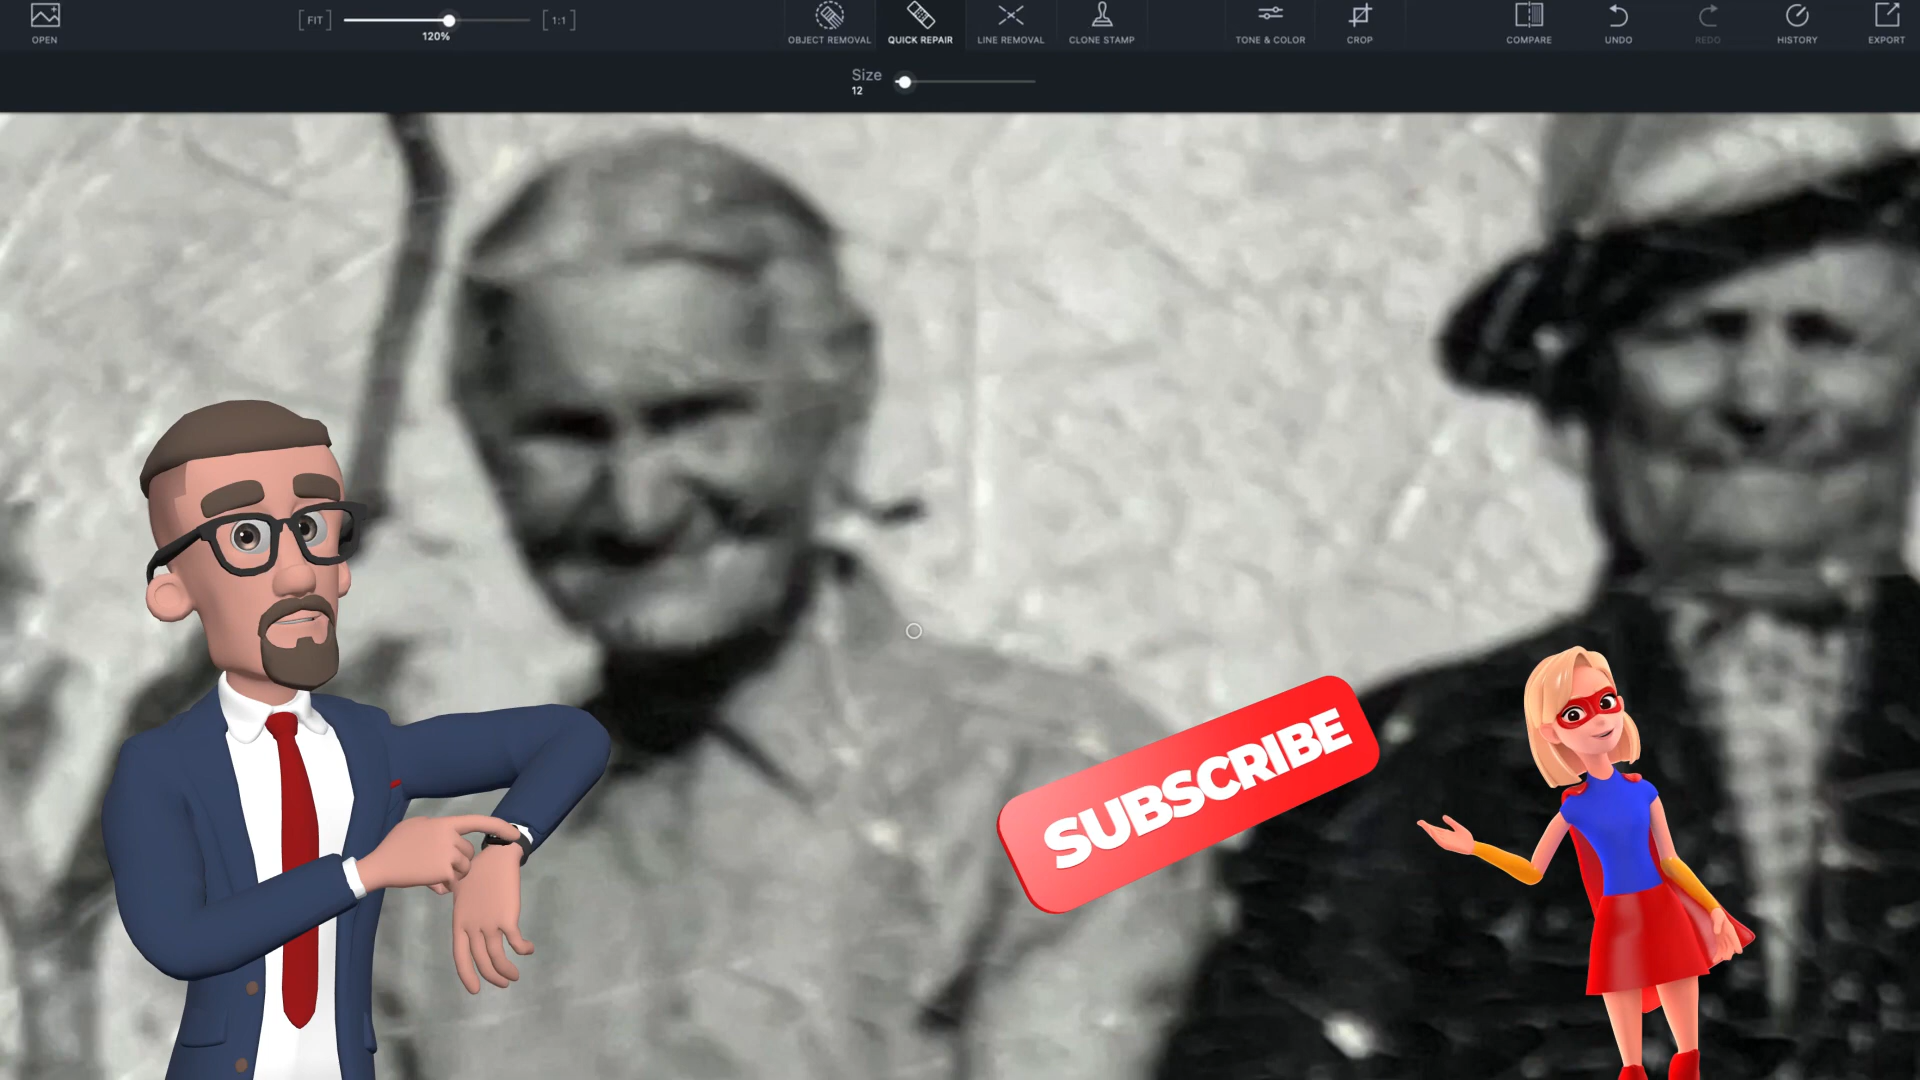 OPEN
FIT
120%
1:1
OBJECT REMOVAL
QUICK REPAIR
LINE REMOVAL
CLONE STAMP
TONE & COLOR
CROP
COMPARE
UNDO
REDO
HISTORY
EXPORT
Size
12
SUBSCRIBE